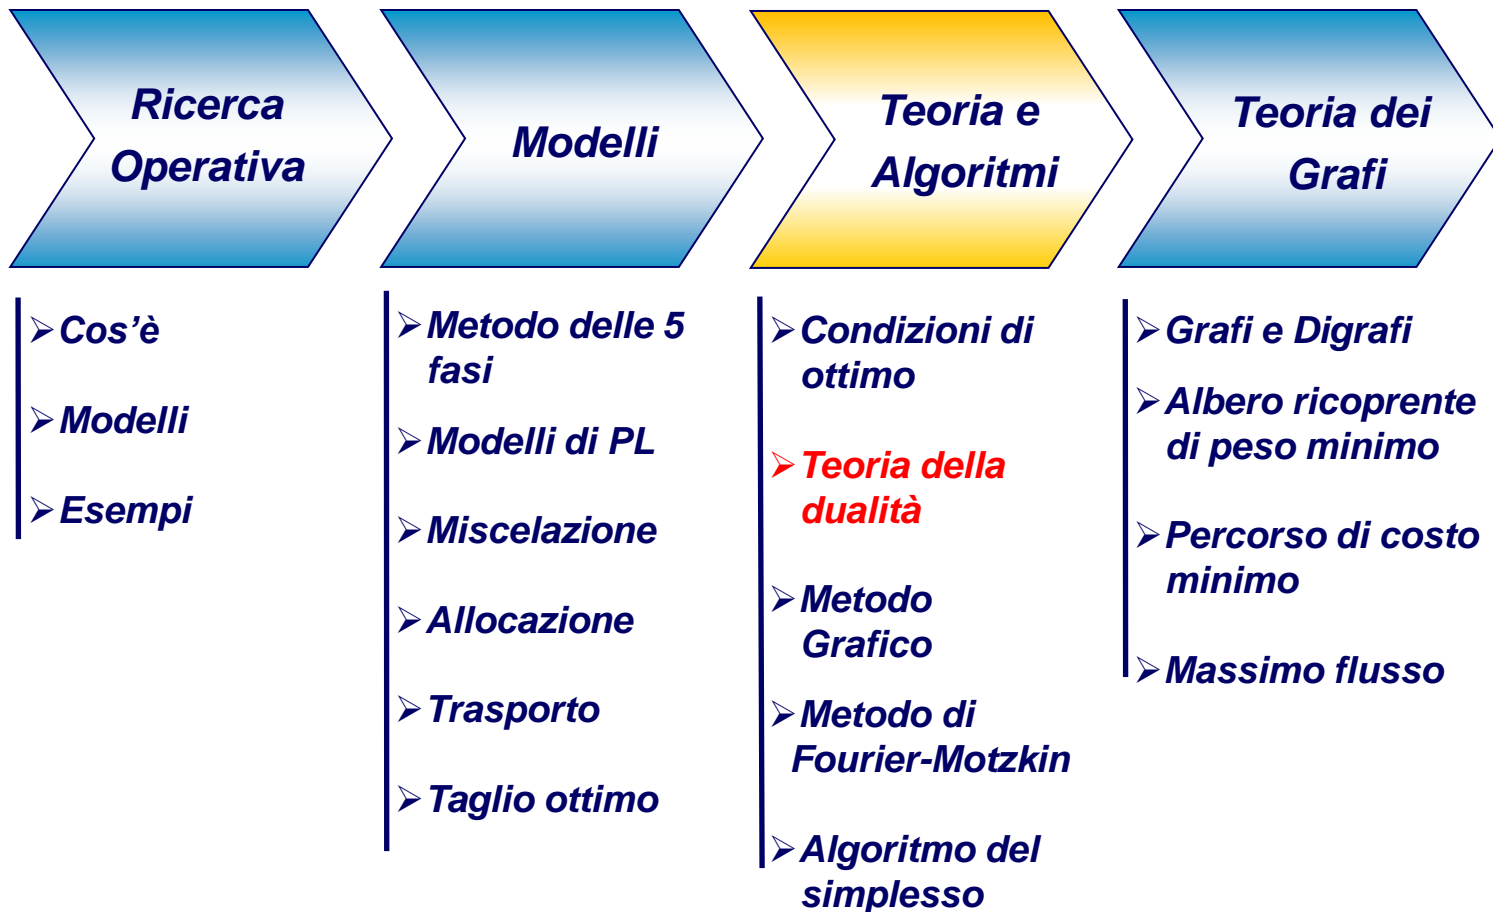 Ricerca
Operativa
Modelli
Teoria e
Algoritmi
Teoria dei
Grafi
Cos’è
Modelli
Esempi
Metodo delle 5
fasi
Modelli di PL
Miscelazione
Allocazione
Trasporto
Taglio ottimo
Condizioni di
ottimo
Teoria della
dualità
Metodo
Grafico
Metodo di
Fourier-Motzkin
Algoritmo del
simplesso
Grafi e Digrafi
Albero ricoprente
di peso minimo
Percorso di costo
minimo
Massimo flusso